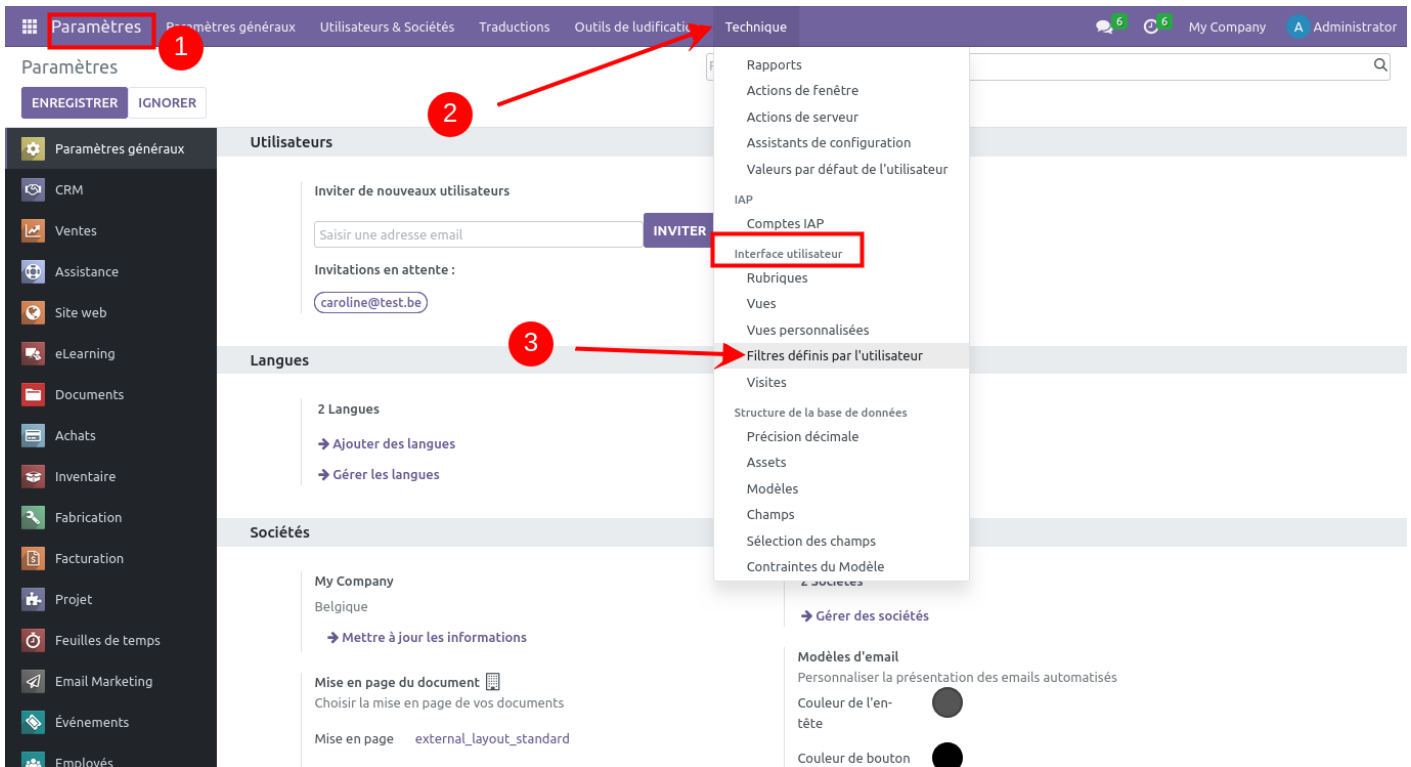 Paramètres Paramètres généraux Utilisateurs & Sociétés Traductions Outils de ludification Technique 6 6 My Company A Administrator
1
Paramètres
ENREGISTRER IGNORER
2
Rapports
Actions de fenêtre
Actions de serveur
Assistants de configuration
Valeurs par défaut de l'utilisateur
IAP
Comptes IAP
Interface utilisateur
Rubriques
Vues
Vues personnalisées
3
Filtres définis par l'utilisateur
Visites
Structure de la base de données
Précision décimale
Assets
Modèles
Champs
Sélection des champs
Contraintes du Modèle
Paramètres généraux
CRM
Ventes
Assistance
Site web
eLearning
Documents
Achats
Inventaire
Fabrication
Facturation
Projet
Feuilles de temps
Email Marketing
Événements
Employés
Utilisateurs
Inviter de nouveaux utilisateurs
Saisir une adresse email INVITER
Invitations en attente :
caroline@test.be
Langues
2 Langues
Ajouter des langues
Gérer les langues
Sociétés
My Company
Belgique
Mettre à jour les informations
2 Sociétés
Gérer des sociétés
Mise en page du document
Choisir la mise en page de vos documents
Mise en page external_layout_standard
Modèles d'email
Personnaliser la présentation des emails automatisés
Couleur de l'en-
tête
Couleur de bouton